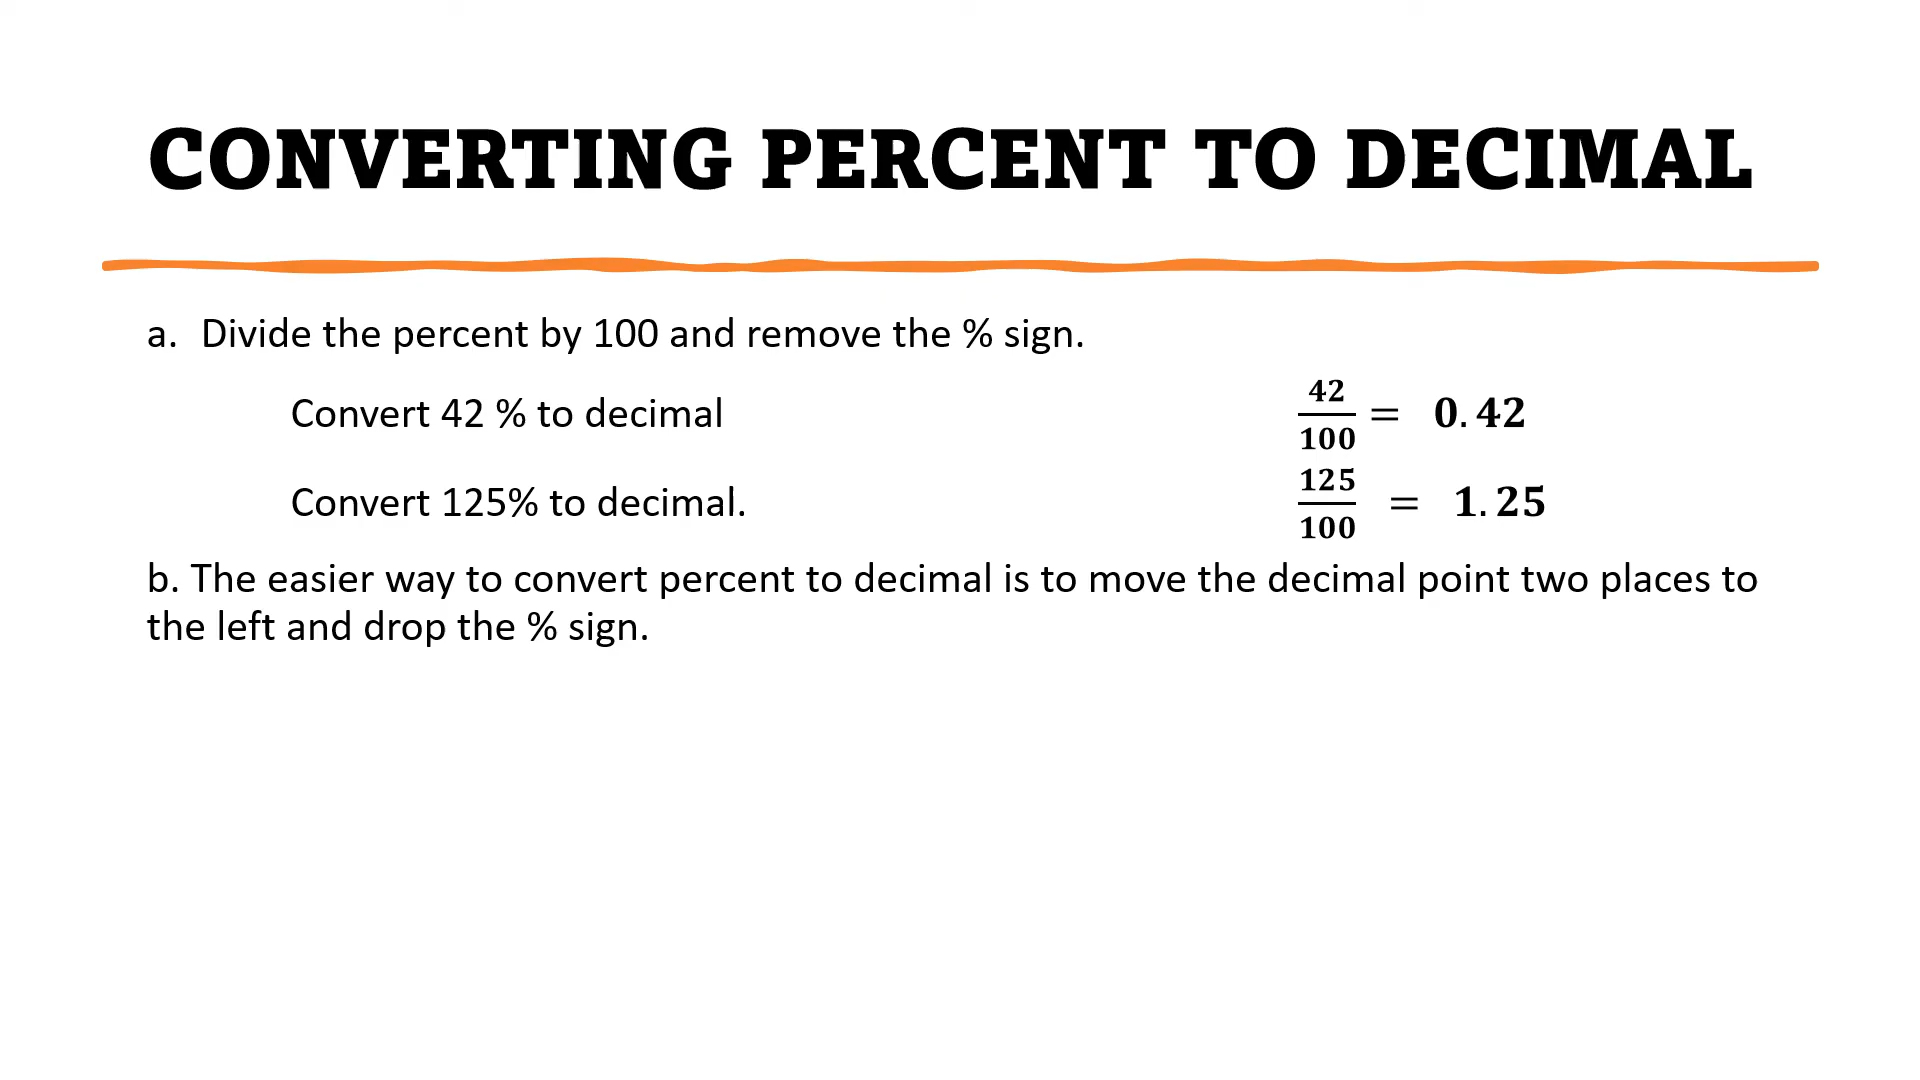 CONVERTING PERCENT TO DECIMAL
a. Divide the percent by 100 and remove the % sign.
Convert 42 % to decimal 42/100 = 0.42
Convert 125% to decimal. 125/100 = 1.25
b. The easier way to convert percent to decimal is to move the decimal point two places to
the left and drop the % sign.